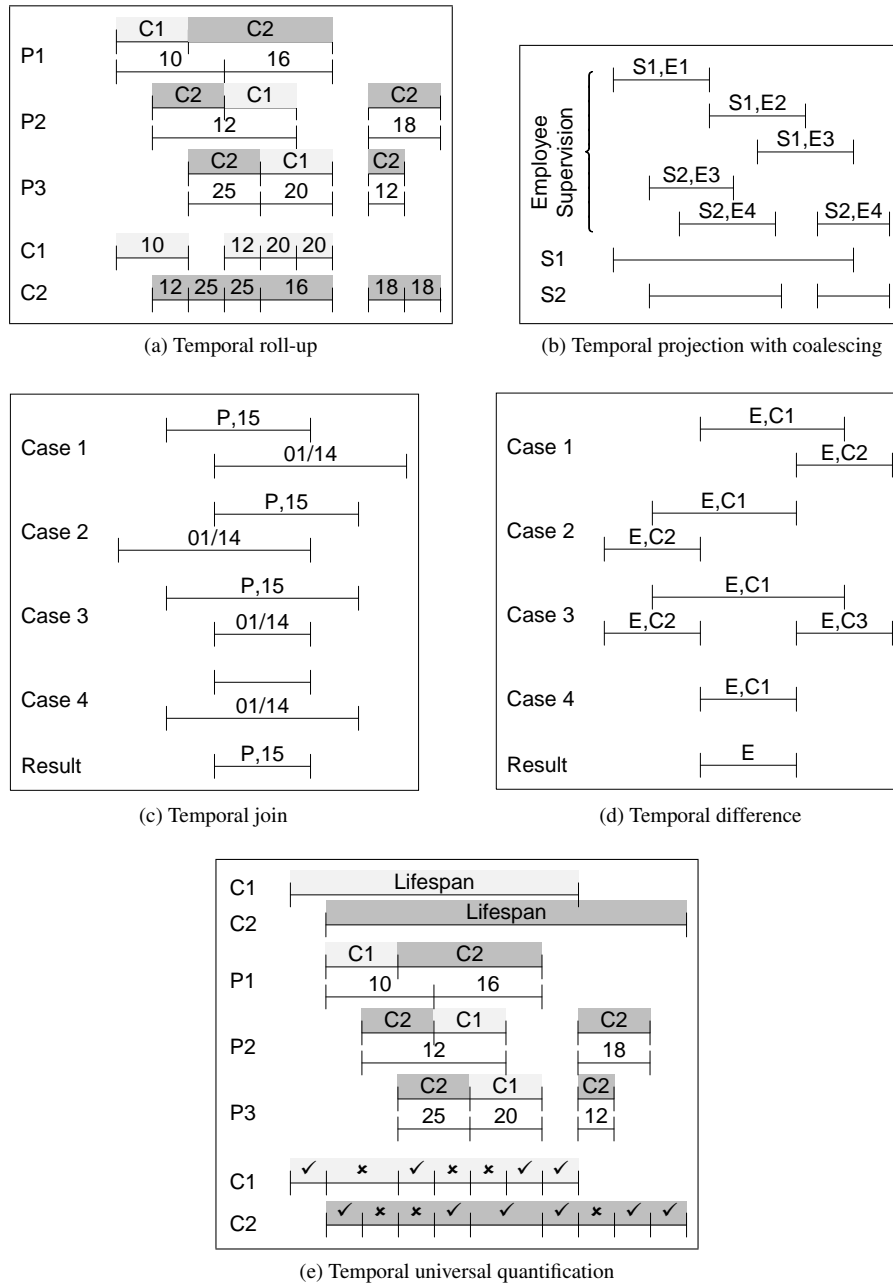 C1 C2
P1
10 16
C2 C1 C2
P2
12 18
C2 C1 C2
P3
25 20 12
C1 10 12 20 20
C2 12 25 25 16 18 18
(a) Temporal roll-up
Employee
Supervision
S1,E1
S1,E2
S1,E3
S2,E3
S2,E4 S2,E4
S1
S2
(b) Temporal projection with coalescing
P,15
Case 1
01/14
P,15
Case 2
01/14
P,15
Case 3
01/14
Case 4
01/14
Result P,15
(c) Temporal join
E,C1
Case 1
E,C2
E,C1
Case 2
E,C2
E,C1
Case 3
E,C2 E,C3
Case 4 E,C1
Result E
(d) Temporal difference
C1 Lifespan
C2 Lifespan
C1 C2
P1
10 16
C2 C1 C2
P2
12 18
C2 C1 C2
P3
25 20 12
C1 ✓ ✘ ✓ ✘ ✘ ✓ ✓
C2 ✓ ✘ ✘ ✓ ✓ ✓ ✘ ✓ ✓
(e) Temporal universal quantification